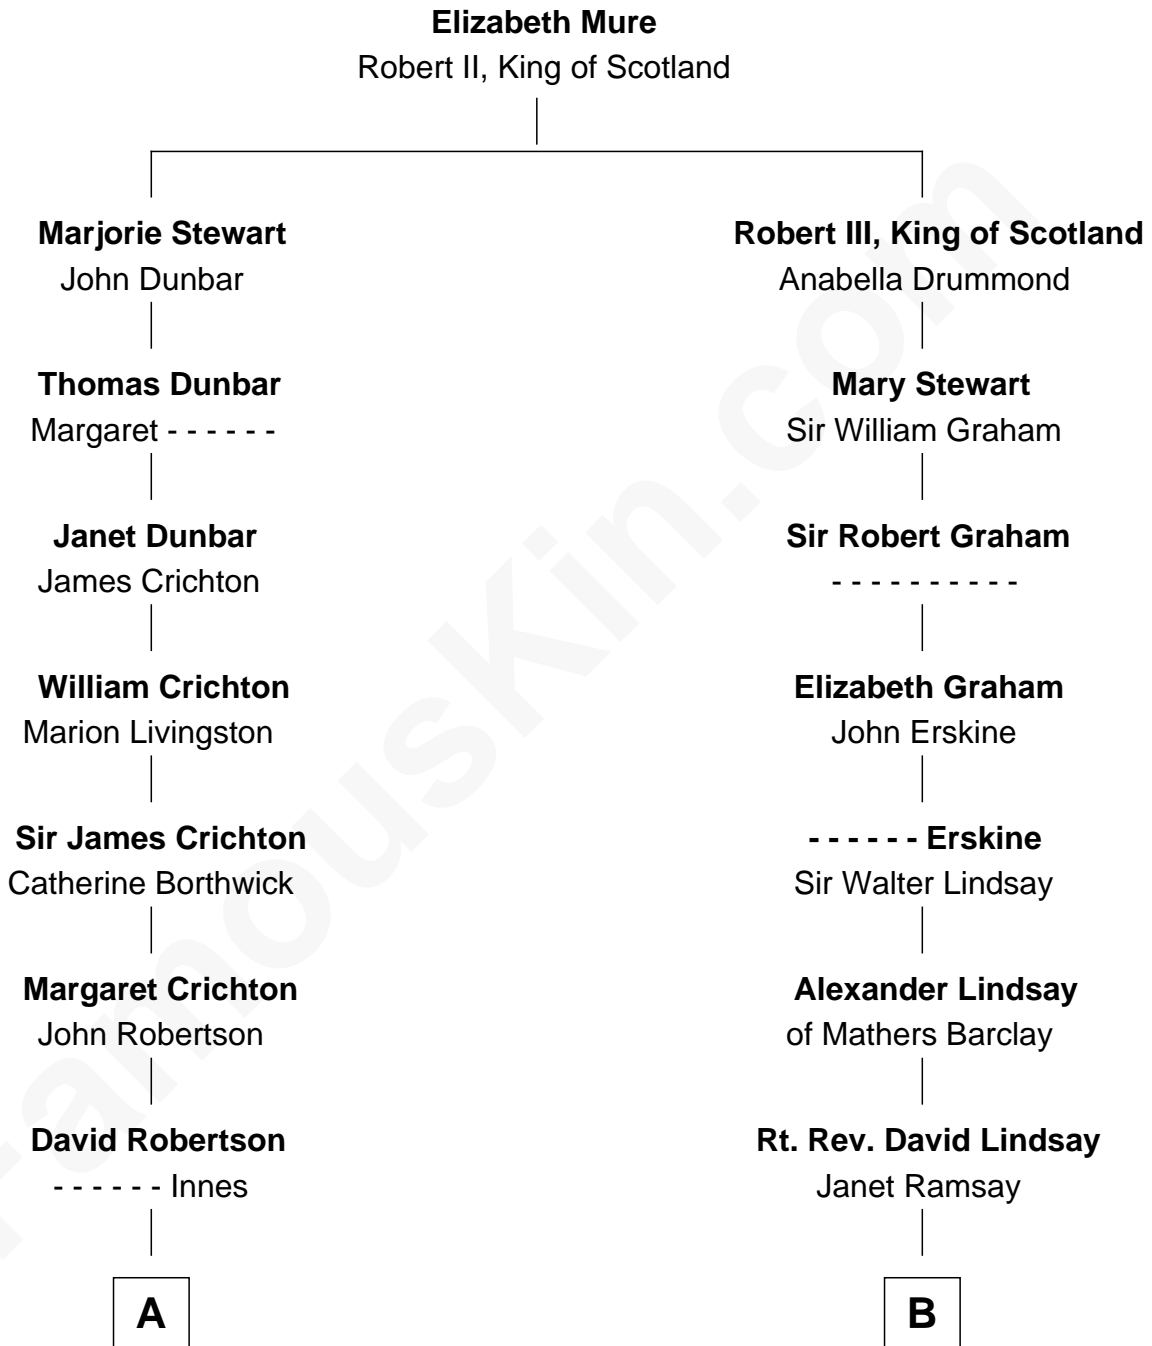 Elizabeth Mure
Robert II, King of Scotland
Marjorie Stewart
John Dunbar
Thomas Dunbar
Margaret - - - - - -
Janet Dunbar
James Crichton
William Crichton
Marion Livingston
Sir James Crichton
Catherine Borthwick
Margaret Crichton
John Robertson
David Robertson
- - - - - - Innes
A
Robert III, King of Scotland
Anabella Drummond
Mary Stewart
Sir William Graham
Sir Robert Graham
- - - - - - - - - -
Elizabeth Graham
John Erskine
- - - - - - Erskine
Sir Walter Lindsay
Alexander Lindsay
of Mathers Barclay
Rt. Rev. David Lindsay
Janet Ramsay
B
FamousKin.com